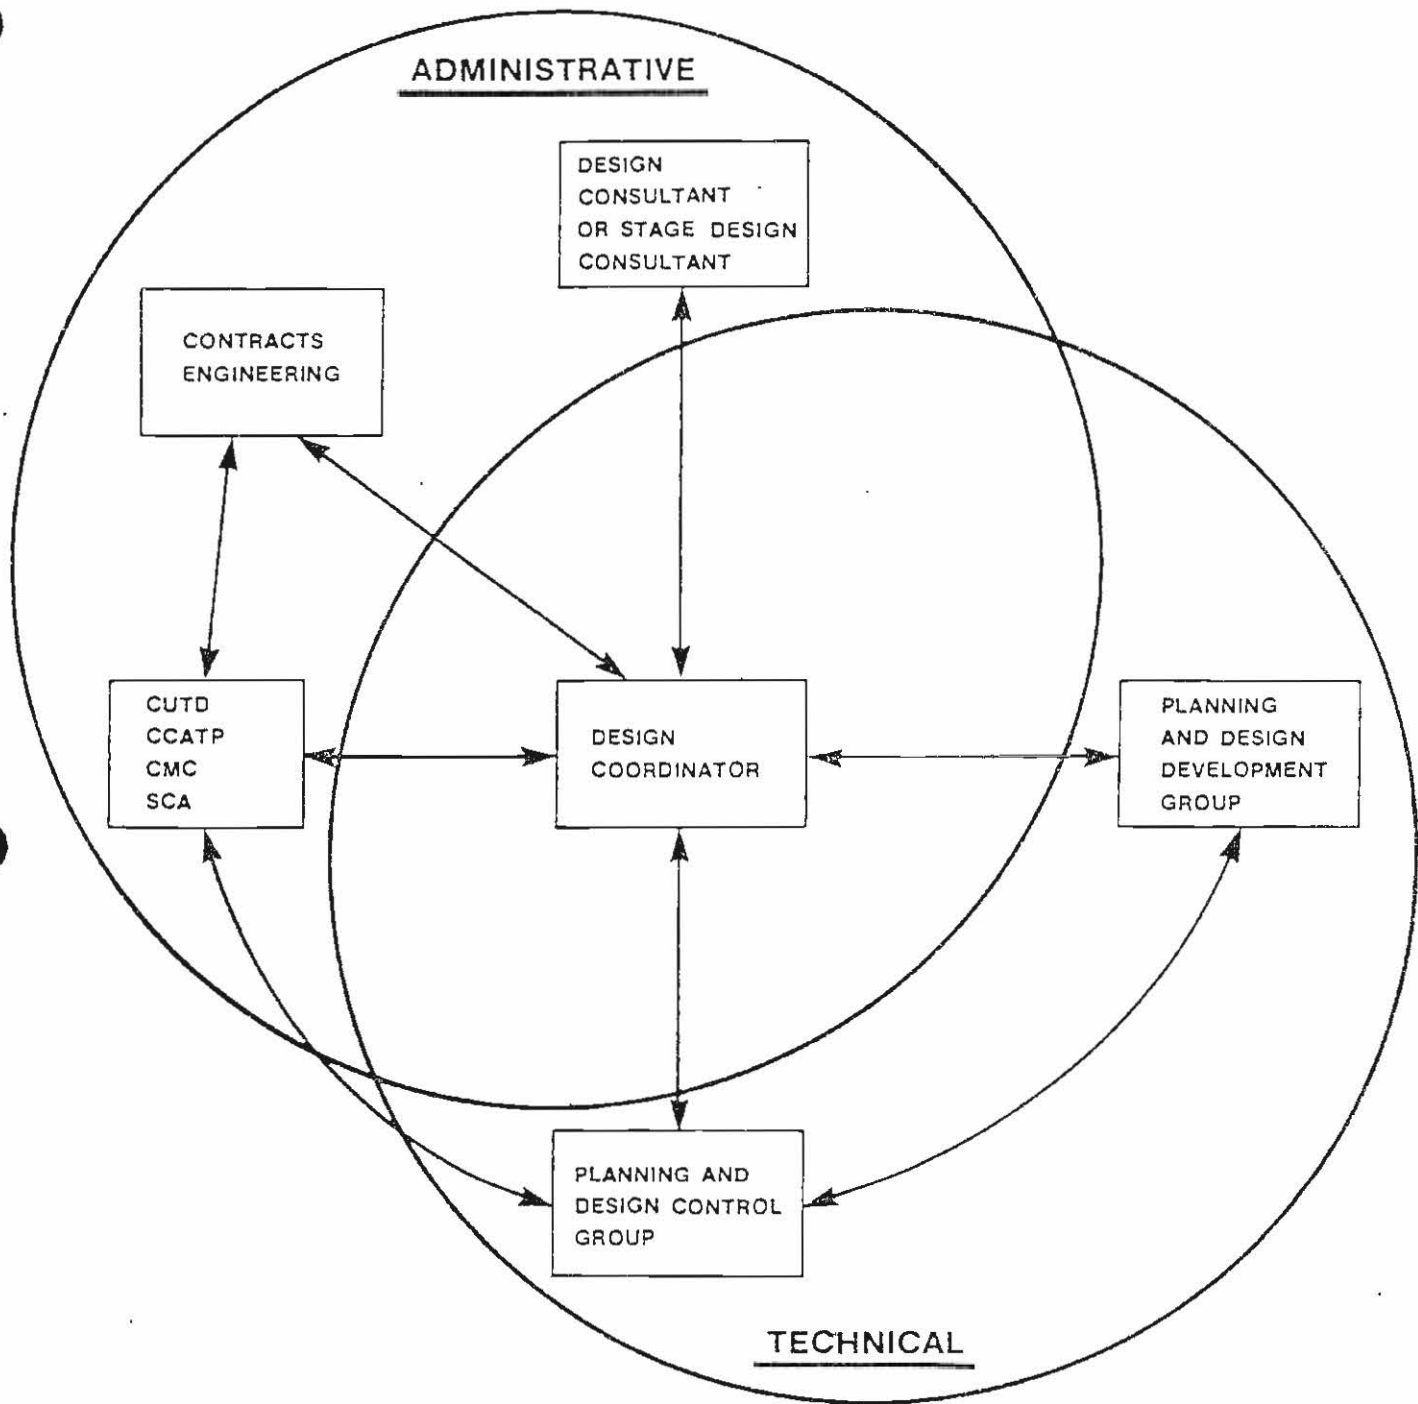 ADMINISTRATIVE
DESIGN
CONSULTANT
OR STAGE DESIGN
CONSULTANT
CONTRACTS
ENGINEERING
CUTD
CCATP
CMC
SCA
DESIGN
COORDINATOR
PLANNING
AND DESIGN
DEVELOPMENT
GROUP
PLANNING AND
DESIGN CONTROL
GROUP
TECHNICAL